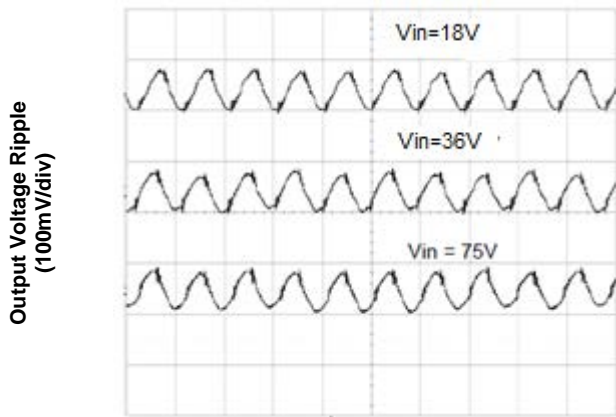 Output Voltage Ripple
(100mV/div)
Vin=18V
Vin=36V
Vin = 75V